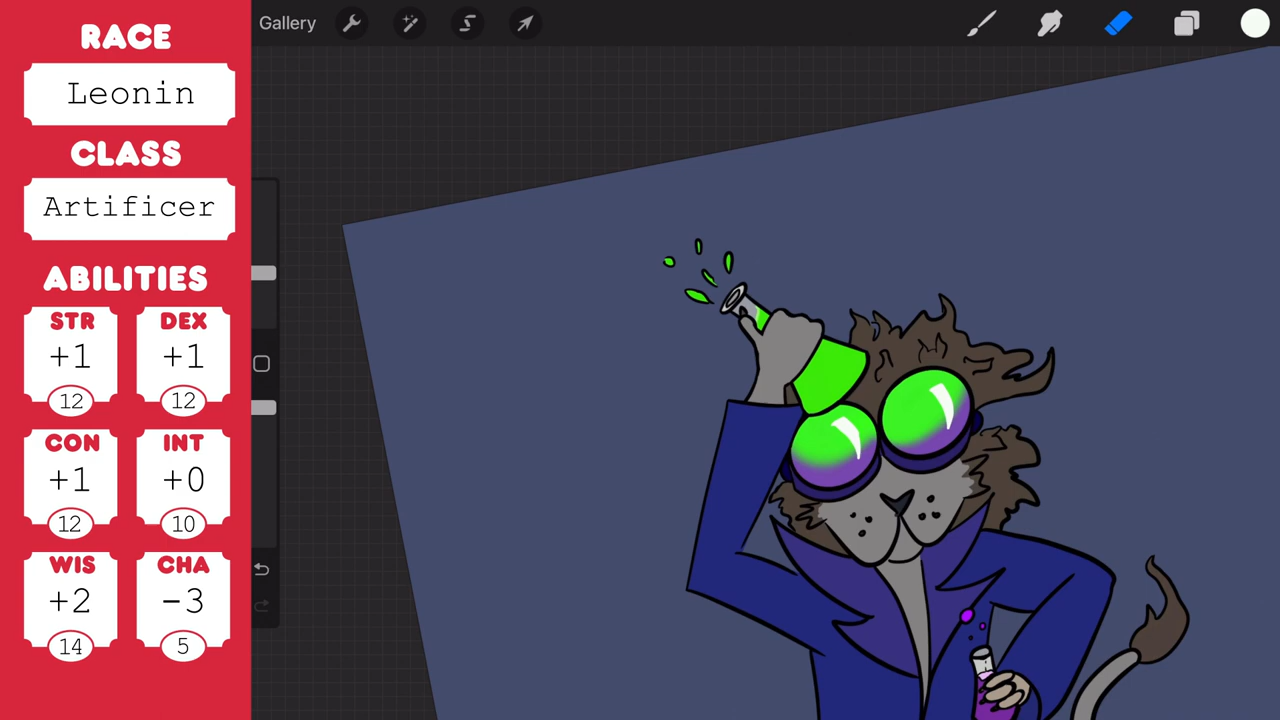 RACE
Leonin
CLASS
Artificer
ABILITIES
STR DEX
+1 +1
12 12
CON INT
+1 +0
12 10
WIS CHA
+2 -3
14 5
Gallery